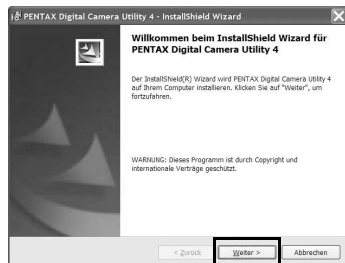 PENTAX Digital Camera Utility 4 - InstallShield Wizard
Willkommen beim InstallShield Wizard für
PENTAX Digital Camera Utility 4
Der InstallShield(R) Wizard wird PENTAX Digital Camera Utility 4
auf Ihrem Computer installieren. Klicken Sie auf "Weiter", um
fortzufahren.
WARNUNG: Dieses Programm ist durch Copyright und
internationale Verträge geschützt.
< Zurück Weiter > Abbrechen